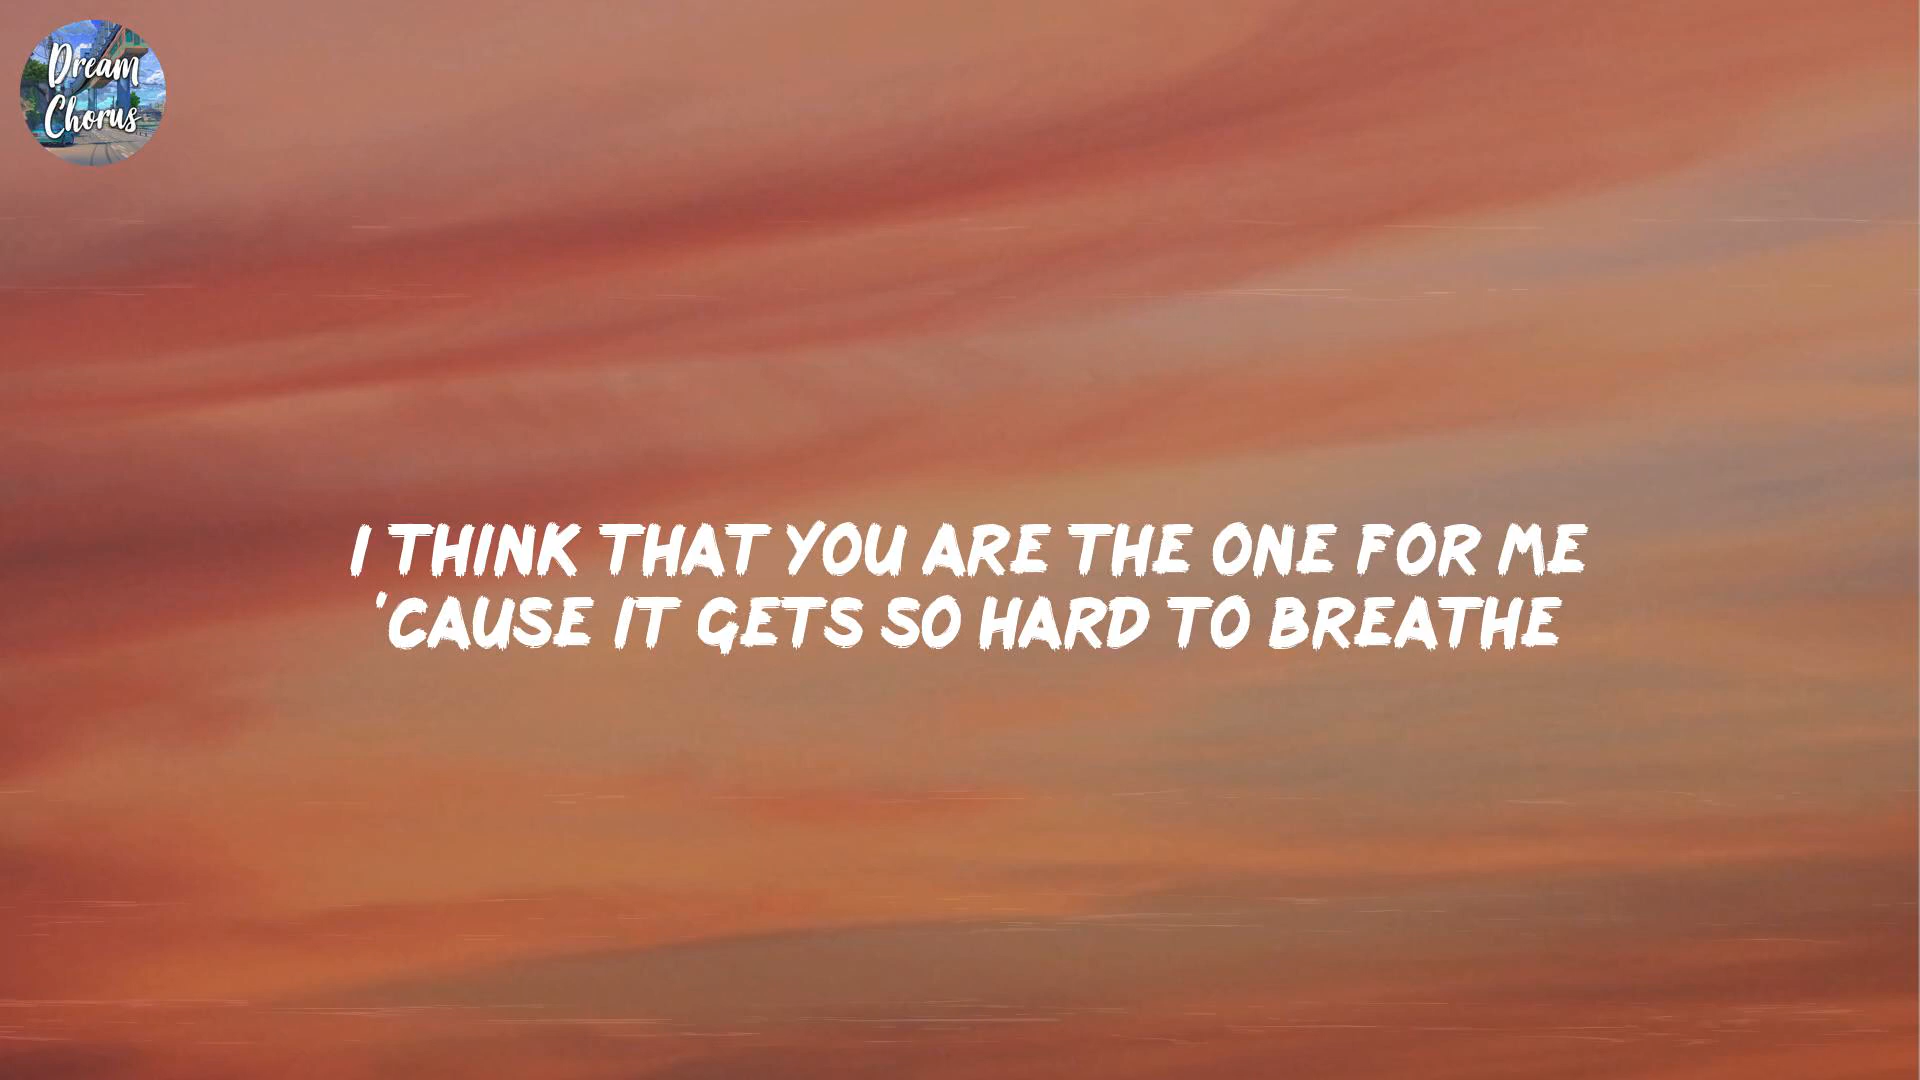 Dream
Chorus
I THINK THAT YOU ARE THE ONE FOR ME
'CAUSE IT GETS SO HARD TO BREATHE